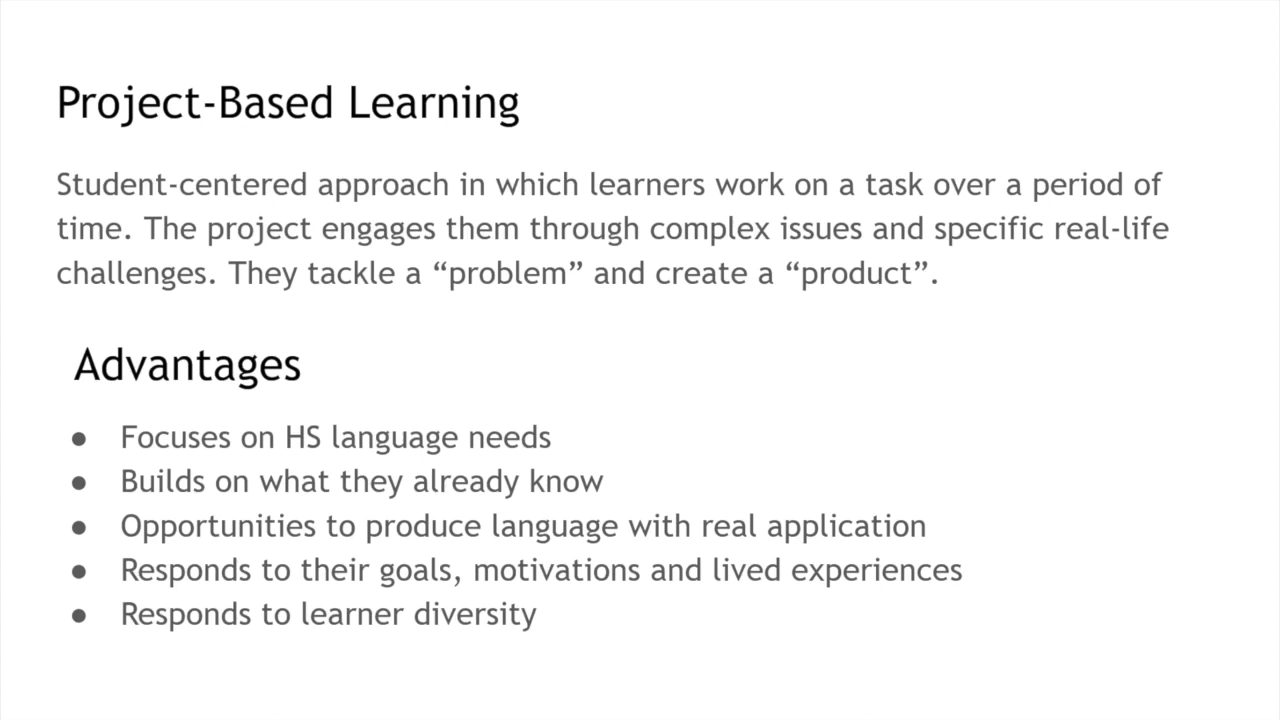 Project-Based Learning
Student-centered approach in which learners work on a task over a period of
time. The project engages them through complex issues and specific real-life
challenges. They tackle a “problem” and create a “product”.
Advantages
● Focuses on HS language needs
● Builds on what they already know
● Opportunities to produce language with real application
● Responds to their goals, motivations and lived experiences
● Responds to learner diversity